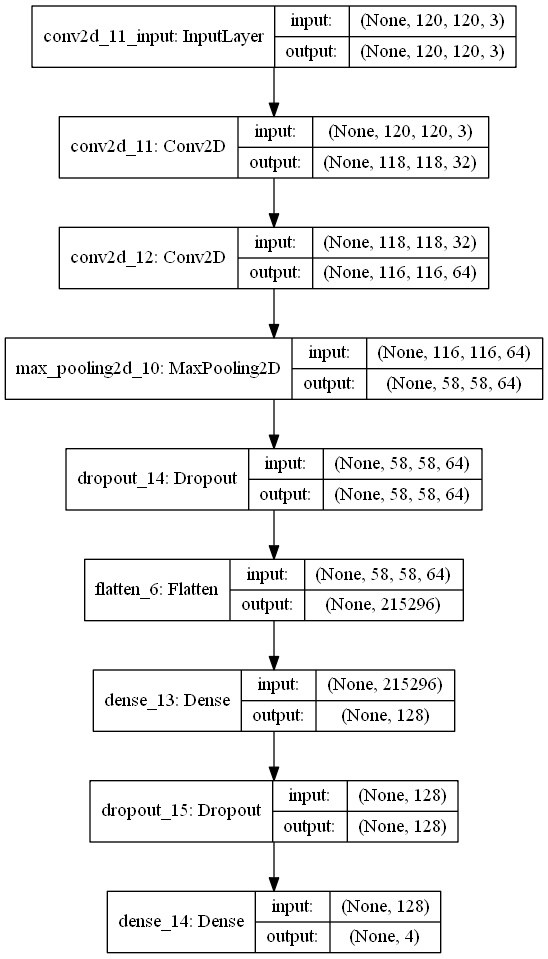 conv2d_11_input: InputLayer
input: (None, 120, 120, 3)
output: (None, 120, 120, 3)
conv2d_11: Conv2D
input: (None, 120, 120, 3)
output: (None, 118, 118, 32)
conv2d_12: Conv2D
input: (None, 118, 118, 32)
output: (None, 116, 116, 64)
max_pooling2d_10: MaxPooling2D
input: (None, 116, 116, 64)
output: (None, 58, 58, 64)
dropout_14: Dropout
input: (None, 58, 58, 64)
output: (None, 58, 58, 64)
flatten_6: Flatten
input: (None, 58, 58, 64)
output: (None, 215296)
dense_13: Dense
input: (None, 215296)
output: (None, 128)
dropout_15: Dropout
input: (None, 128)
output: (None, 128)
dense_14: Dense
input: (None, 128)
output: (None, 4)